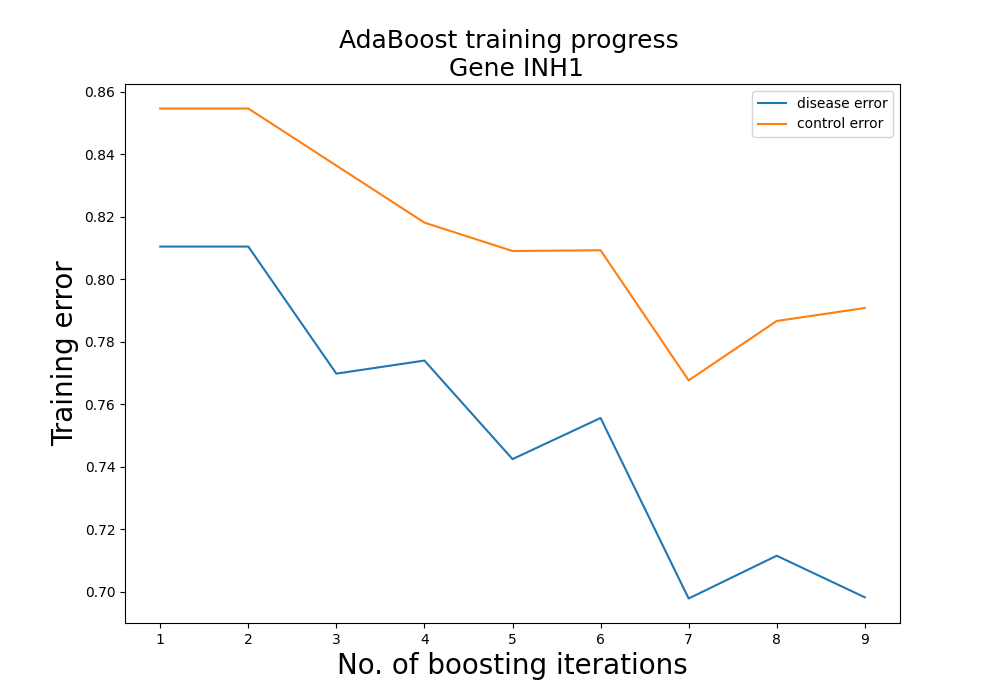 AdaBoost training progress
Gene INH1
disease error
control error
Training error
0.86
0.84
0.82
0.80
0.78
0.76
0.74
0.72
0.70
1 2 3 4 5 6 7 8 9
No. of boosting iterations